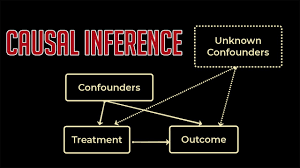 CAUSAL INFERENCE
Unknown
Confounders
Confounders
Treatment
Outcome